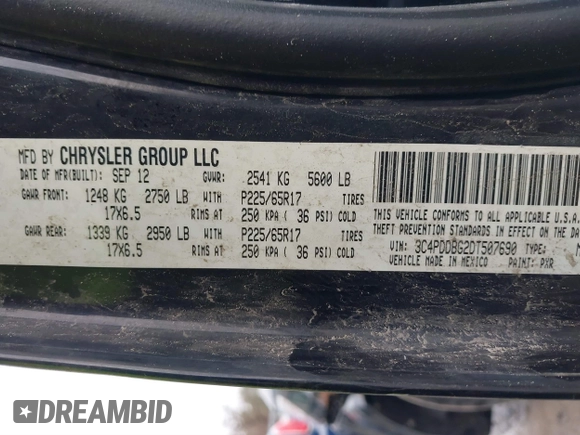 MFD BY CHRYSLER GROUP LLC
DATE OF MFR(BUILT): SEP 12 GVWR: 2541 KG 5600 LB
GAWR FRONT: 1248 KG 2750 LB WITH P225/65R17 TIRES
17X6.5 RIMS AT 250 KPA ( 36 PSI) COLD
GAWR REAR: 1339 KG 2950 LB WITH P225/65R17 TIRES
17X6.5 RIMS AT 250 KPA ( 36 PSI) COLD
THIS VEHICLE CONFORMS TO ALL
U.S.A.
THEFT PREVENTION STANDARDS IN EFFECT ON THE DA
VIN: 3C4PDDBG2DT507690 TYPE:
VEHICLE MADE IN MEXICO PAINT: PXR
DREAMBID